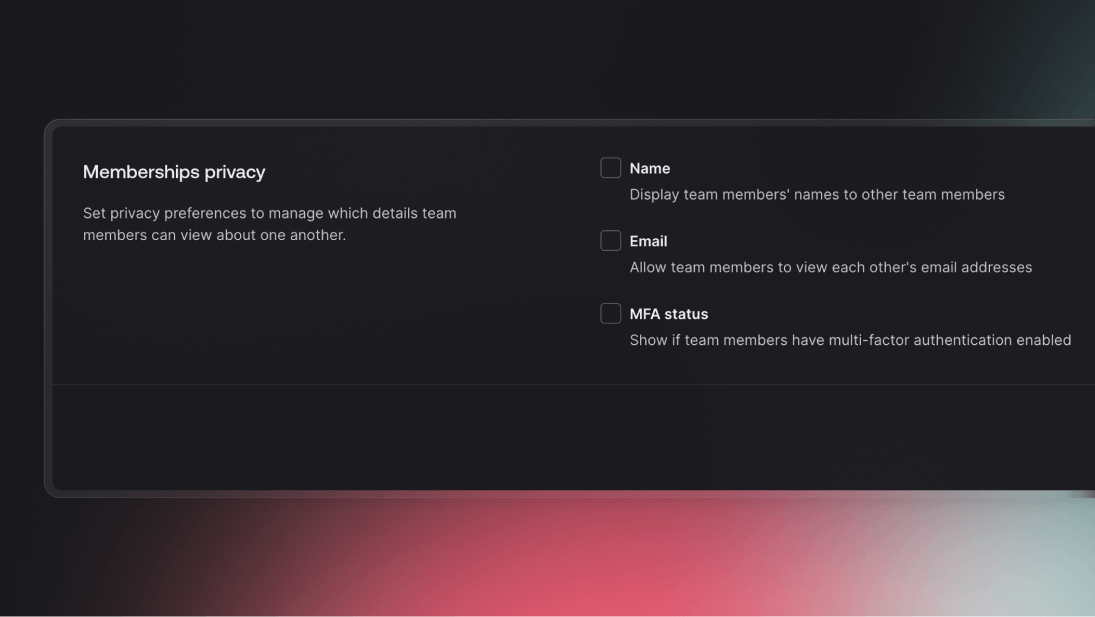 Memberships privacy
Set privacy preferences to manage which details team
members can view about one another.
Name
Display team members' names to other team members
Email
Allow team members to view each other's email addresses
MFA status
Show if team members have multi-factor authentication enabled